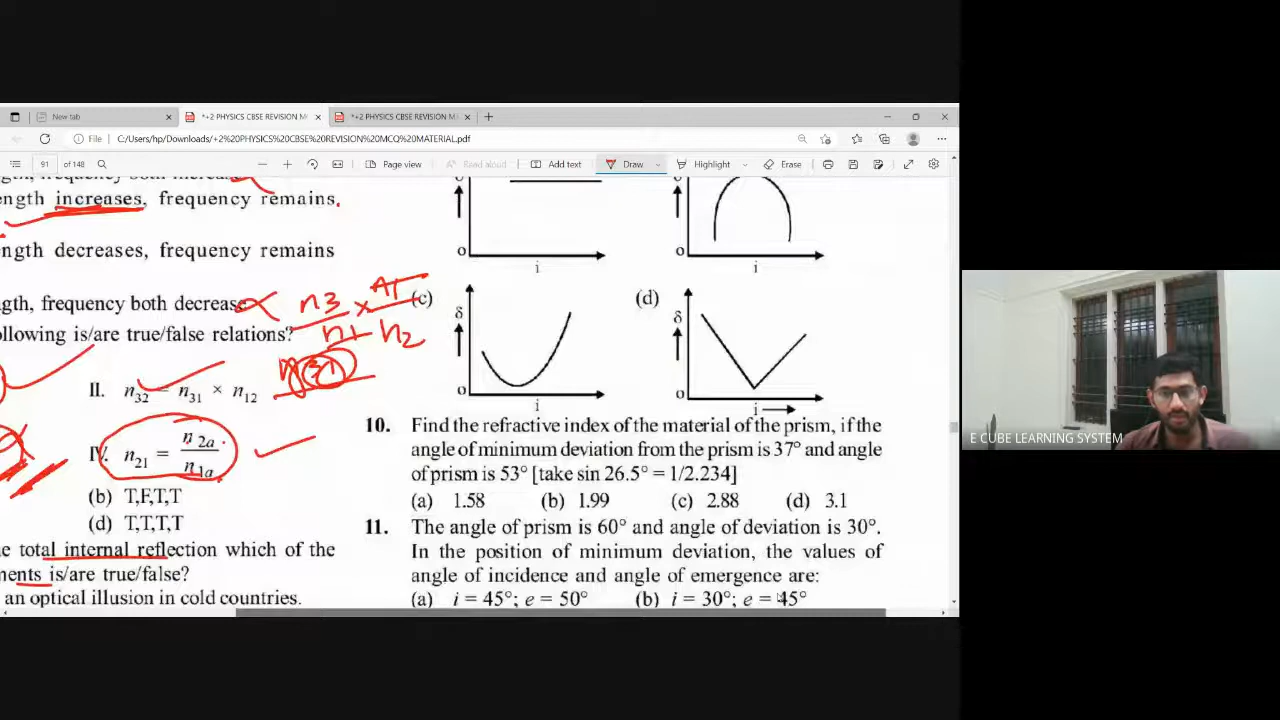 New tab
*+2 PHYSICS CBSE REVISION M
*+2 PHYSICS CBSE REVISION M
File
C:/Users/hp/Downloads/+2%20PHYSICS%20CBSE%20REVISION%20MCQ%20MATERIAL.pdf
91 of 148
Page view
Read aloud
Add text
Draw
Highlight
Erase
ength increases, frequency remains
ength decreases, frequency remains
ngth, frequency both decrease
ollowing is/are true/false relations?
II. n32 = n31 × n12
IV. n21 = n2a / n1a
(b) T,F,T,T
(d) T,T,T,T
e total internal reflection which of the
ments is/are true/false?
an optical illusion in cold countries.
n3 / n1 ×
n2
o
i
o
i
(c)
δ
o
i
(d)
δ
o
i
10. Find the refractive index of the material of the prism, if the
angle of minimum deviation from the prism is 37° and angle
of prism is 53° [take sin 26.5° = 1/2.234]
(a) 1.58 (b) 1.99 (c) 2.88 (d) 3.1
11. The angle of prism is 60° and angle of deviation is 30°.
In the position of minimum deviation, the values of
angle of incidence and angle of emergence are:
(a) i = 45°; e = 50° (b) i = 30°; e = 45°
E CUBE LEARNING SYSTEM